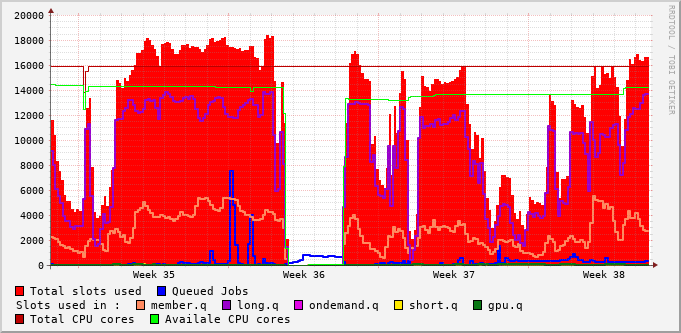 20000
18000
16000
14000
12000
10000
8000
6000
4000
2000
0
Week 35 Week 36 Week 37 Week 38
RRDTOOL / TOBI OETIKER
Total slots used Queued Jobs
Slots used in : member.q long.q ondemand.q short.q gpu.q
Total CPU cores Availale CPU cores